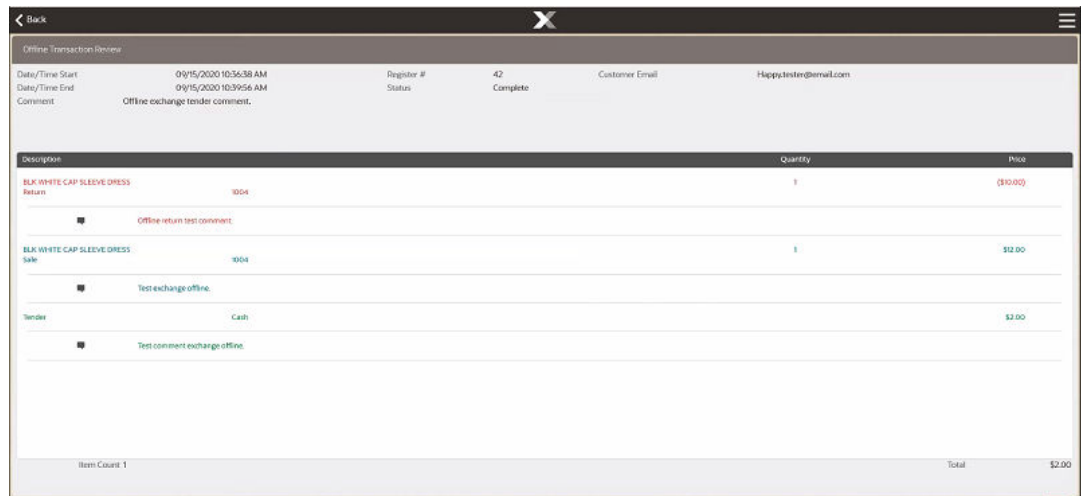 Back
Offline Transaction Review
Date/Time Start 09/15/2020 10:36:38 AM Register # 42 Customer Email Happy.tester@email.com
Date/Time End 09/15/2020 10:39:56 AM Status Complete
Comment Offline exchange tender comment.
Description Quantity Price
BLK WHITE CAP SLEEVE DRESS 1 ($10.00)
Return 1004
Offline return test comment.
BLK WHITE CAP SLEEVE DRESS 1 $12.00
Sale 1004
Test exchange offline.
Tender Cash $2.00
Test comment exchange offline.
Item Count 1 Total $2.00